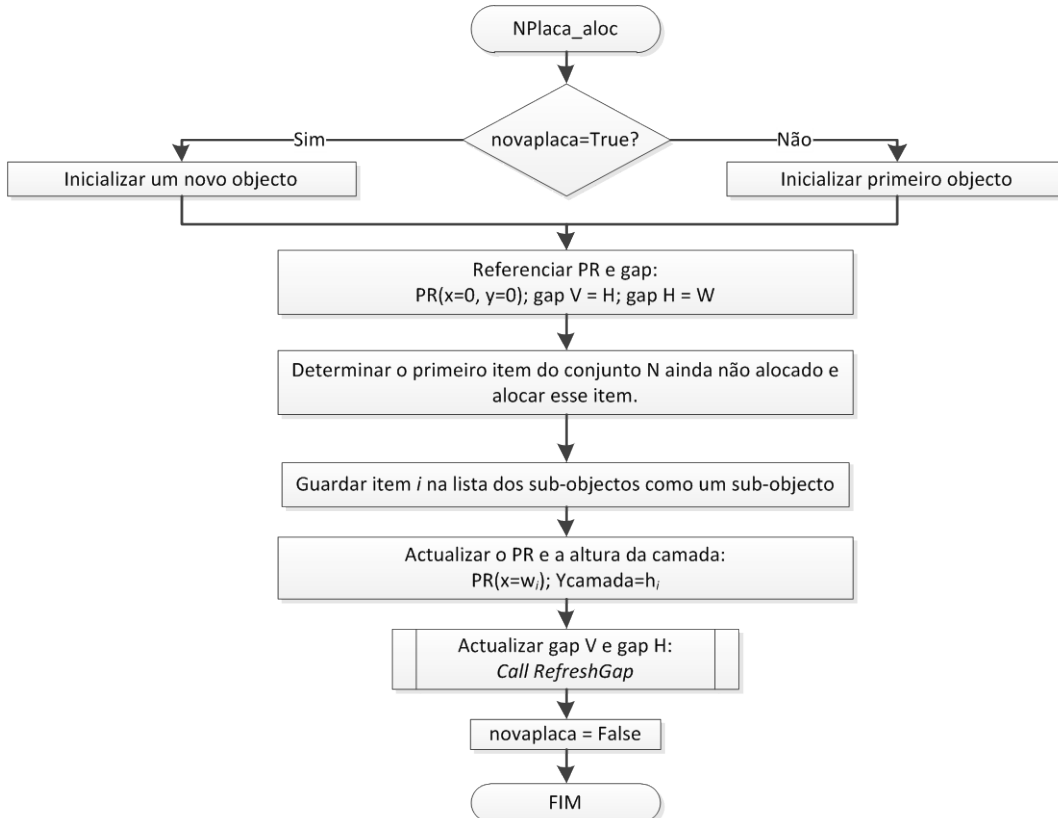 NPlaca_aloc
novaplaca=True?
Sim
Não
Inicializar um novo objecto
Inicializar primeiro objecto
Referenciar PR e gap:
PR(x=0, y=0); gap V = H; gap H = W
Determinar o primeiro item do conjunto N ainda não alocado e
alocar esse item.
Guardar item i na lista dos sub-objectos como um sub-objecto
Actualizar o PR e a altura da camada:
PR(x=wᵢ); Ycamada=hᵢ
Actualizar gap V e gap H:
Call RefreshGap
novaplaca = False
FIM